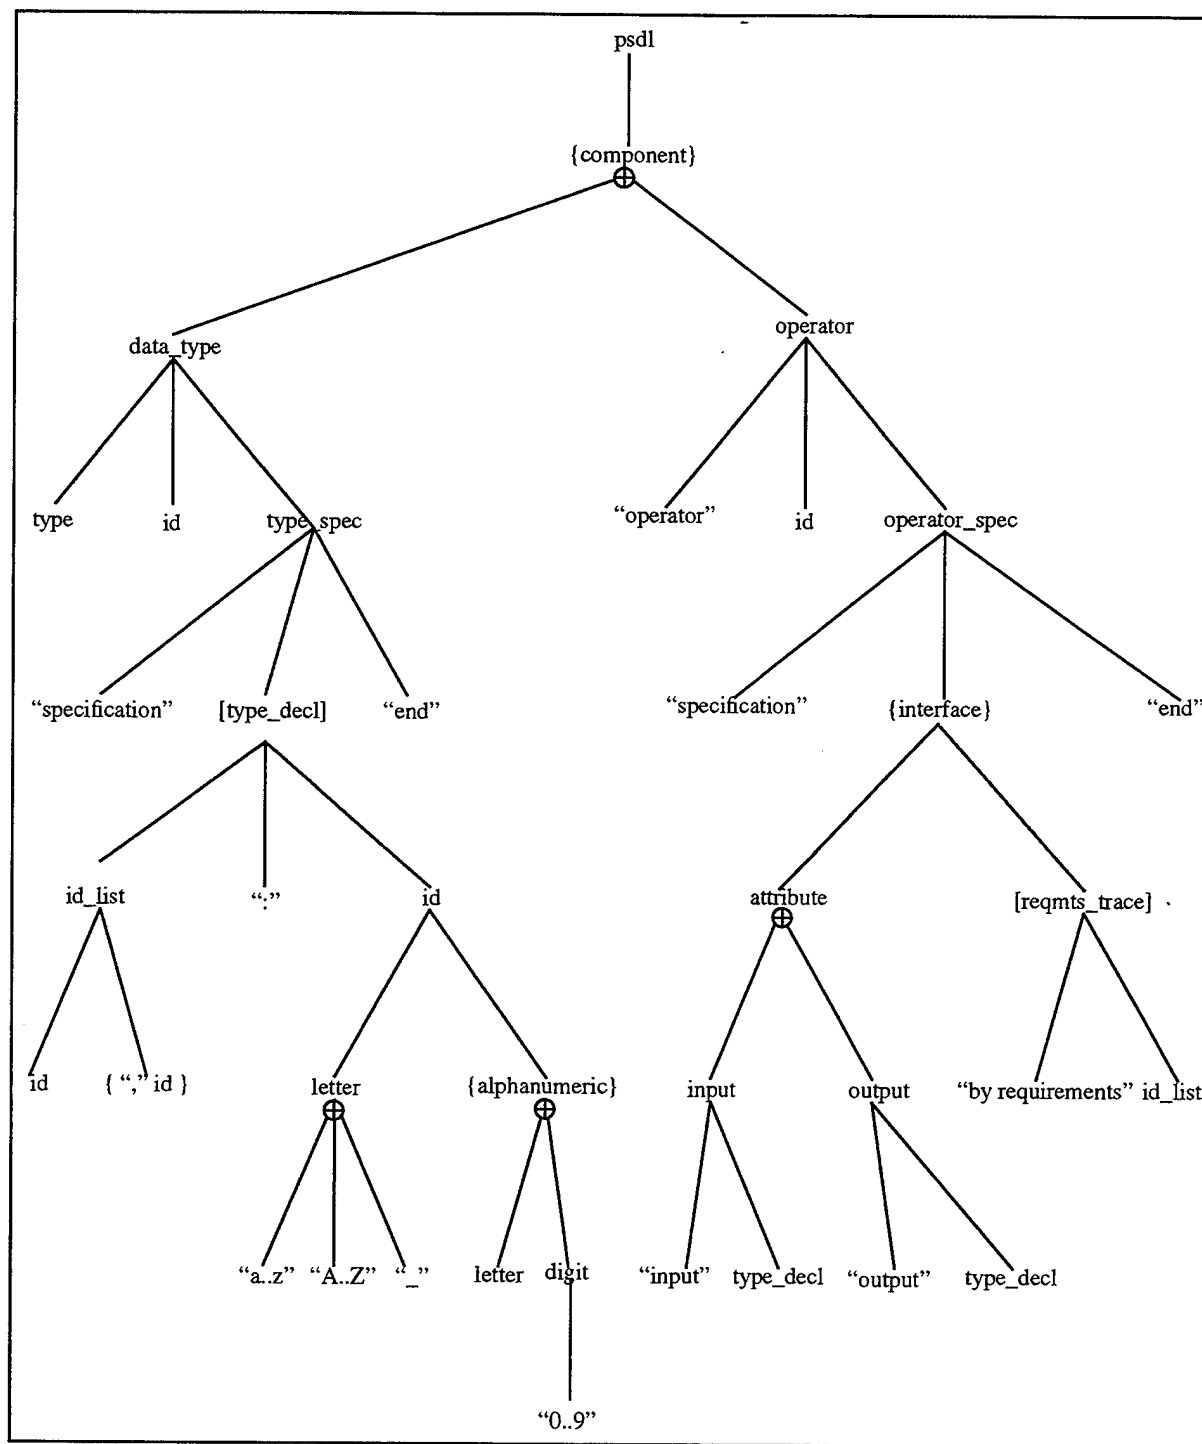 psdl
{component}
data_type
operator
type
id
type_spec
“operator”
id
operator_spec
“specification”
[type_decl]
“end”
“specification”
{interface}
“end”
id_list
“:”
id
attribute
[reqmts_trace]
id
{ “,” id }
letter
{alphanumeric}
input
output
“by requirements”
id_list
“a..z”
“A..Z”
“_”
letter
digit
“input”
type_decl
“output”
type_decl
“0..9”